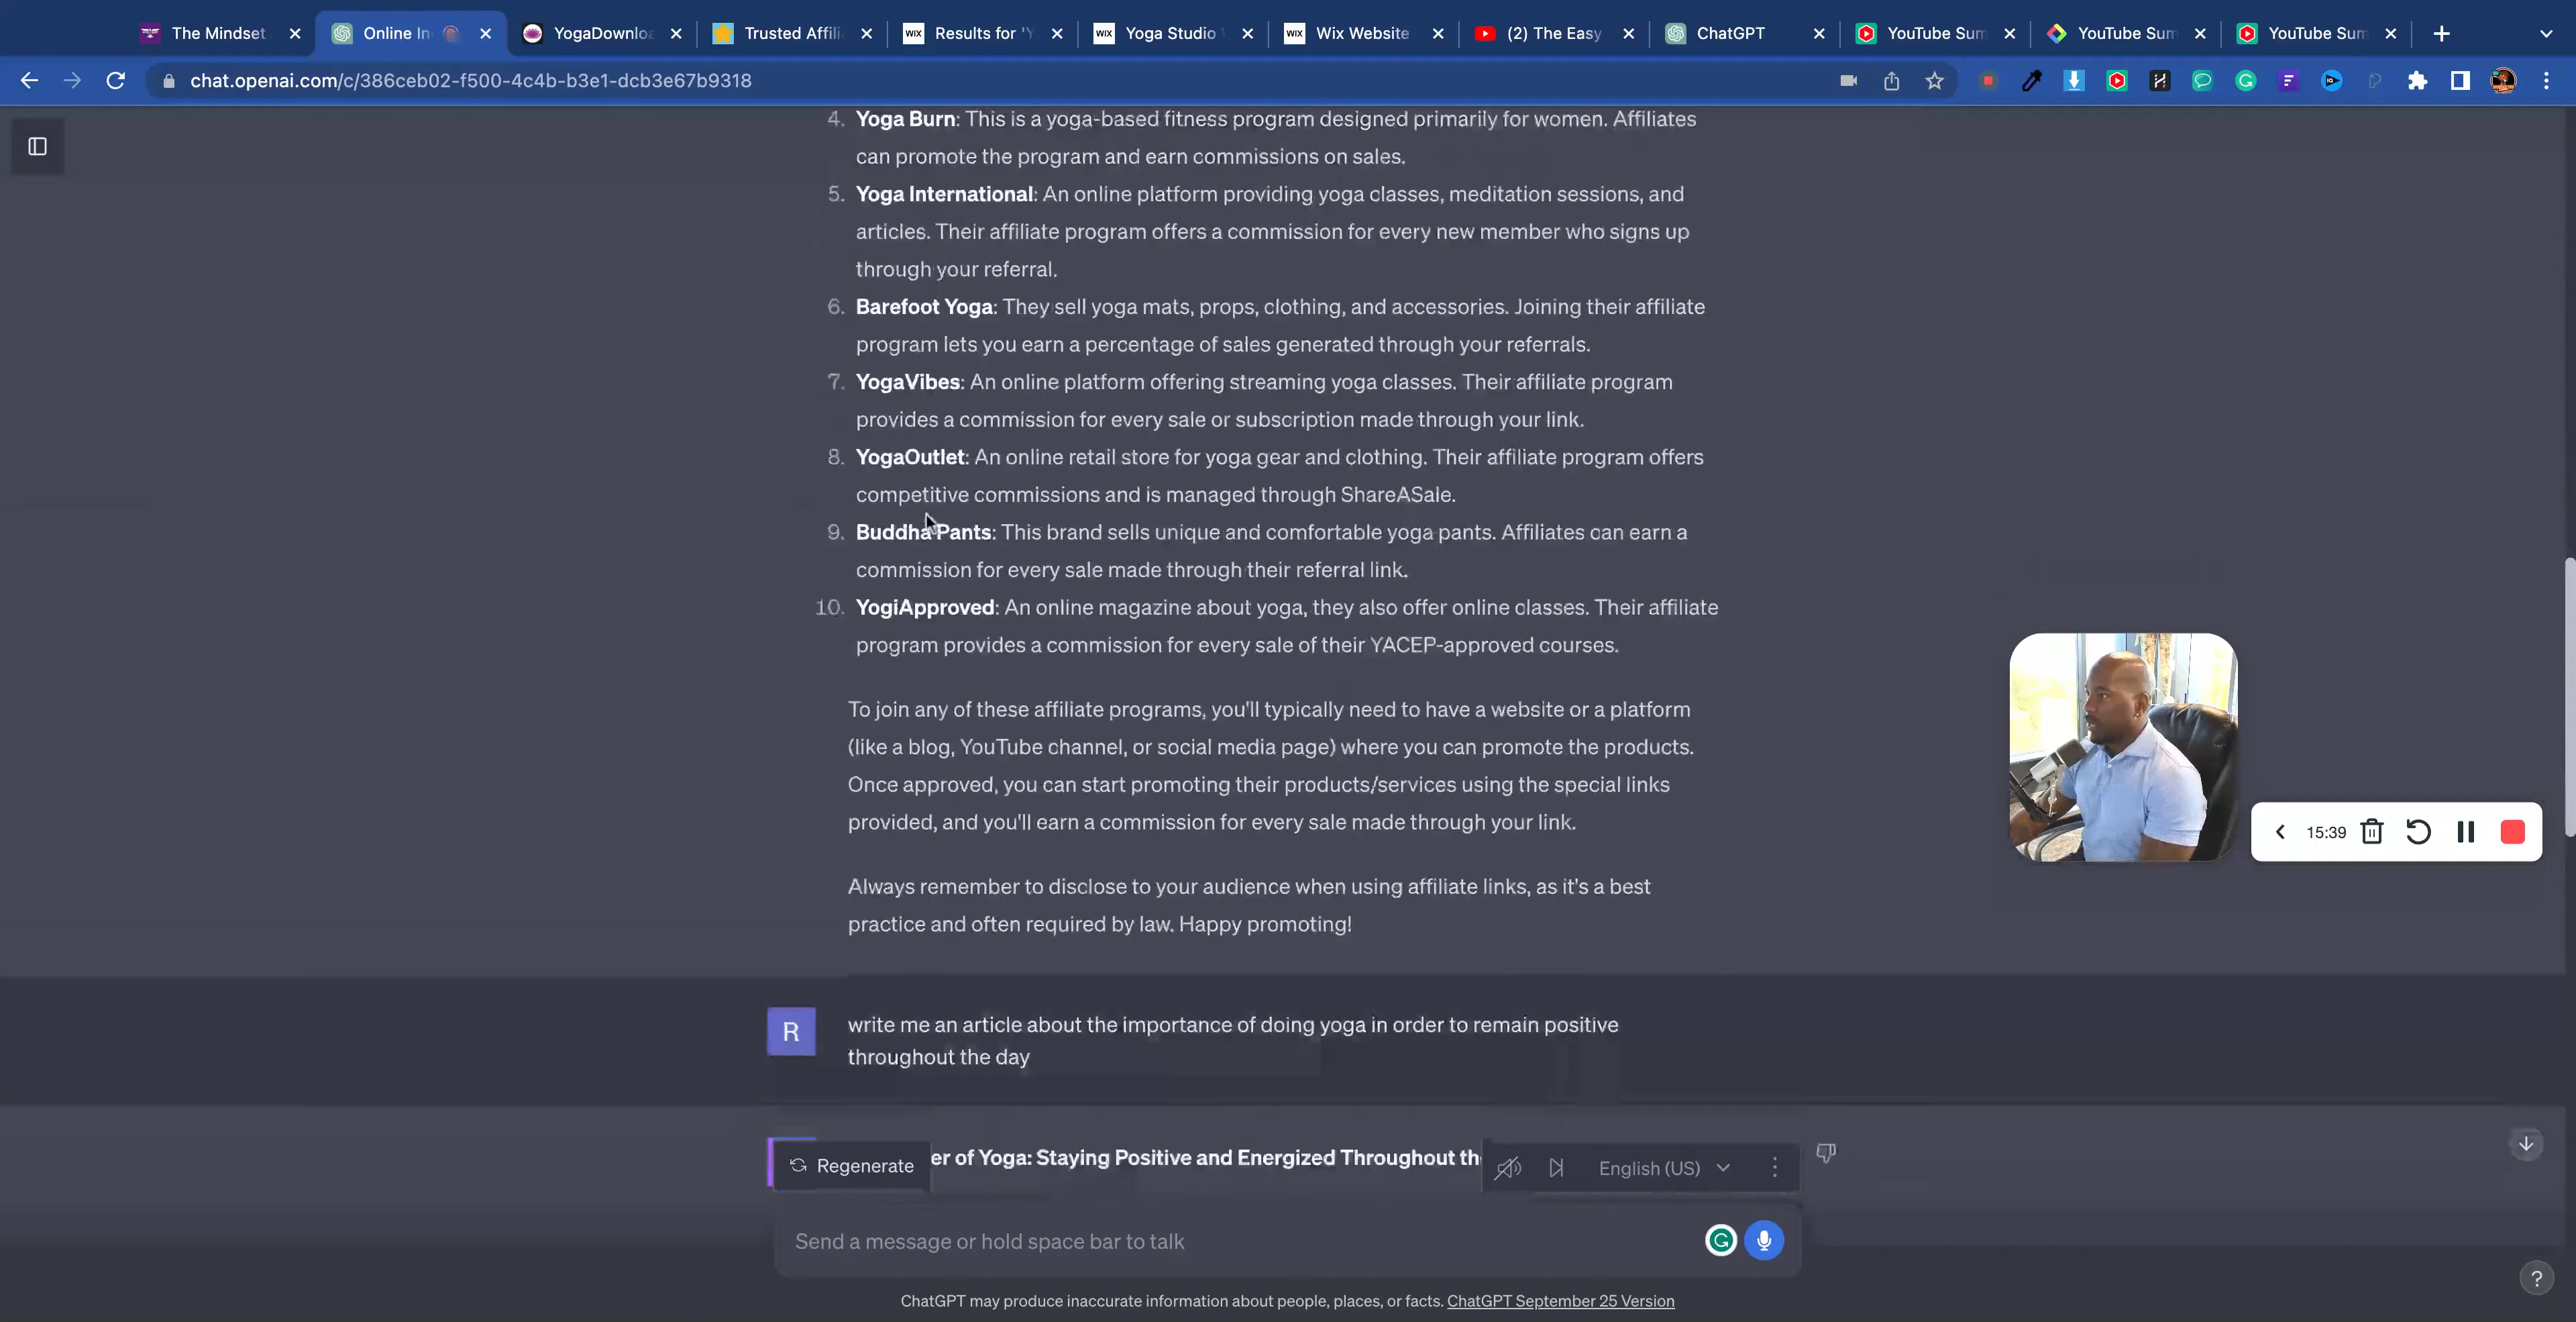 The Mindset
Online In
YogaDownlo
Trusted Affili
WIX Results for 'Y
WIX Yoga Studio
WIX Wix Website
(2) The Easy
ChatGPT
YouTube Sum
YouTube Sum
YouTube Sum
chat.openai.com/c/386ceb02-f500-4c4b-b3e1-dcb3e67b9318
4. Yoga Burn: This is a yoga-based fitness program designed primarily for women. Affiliates
can promote the program and earn commissions on sales.
5. Yoga International: An online platform providing yoga classes, meditation sessions, and
articles. Their affiliate program offers a commission for every new member who signs up
through your referral.
6. Barefoot Yoga: They sell yoga mats, props, clothing, and accessories. Joining their affiliate
program lets you earn a percentage of sales generated through your referrals.
7. YogaVibes: An online platform offering streaming yoga classes. Their affiliate program
provides a commission for every sale or subscription made through your link.
8. YogaOutlet: An online retail store for yoga gear and clothing. Their affiliate program offers
competitive commissions and is managed through ShareASale.
9. Buddha Pants: This brand sells unique and comfortable yoga pants. Affiliates can earn a
commission for every sale made through their referral link.
10. YogiApproved: An online magazine about yoga, they also offer online classes. Their affiliate
program provides a commission for every sale of their YACEP-approved courses.
To join any of these affiliate programs, you'll typically need to have a website or a platform
(like a blog, YouTube channel, or social media page) where you can promote the products.
Once approved, you can start promoting their products/services using the special links
provided, and you'll earn a commission for every sale made through your link.
15:39
Always remember to disclose to your audience when using affiliate links, as it's a best
practice and often required by law. Happy promoting!
R
write me an article about the importance of doing yoga in order to remain positive
throughout the day
Regenerate
er of Yoga: Staying Positive and Energized Throughout th
English (US)
Send a message or hold space bar to talk
ChatGPT may produce inaccurate information about people, places, or facts. ChatGPT September 25 Version
?